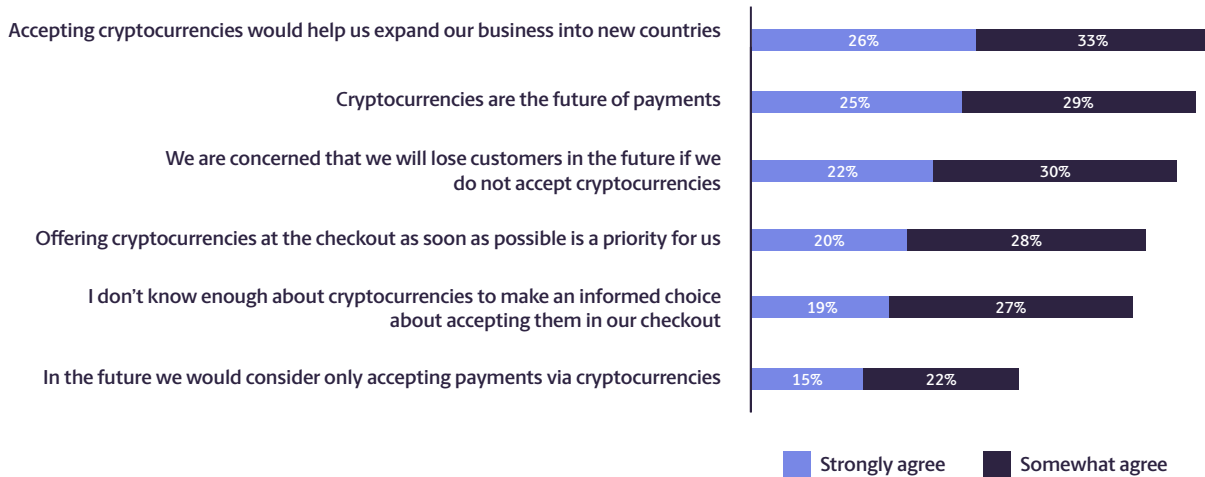 Accepting cryptocurrencies would help us expand our business into new countries
26%
33%
Cryptocurrencies are the future of payments
25%
29%
We are concerned that we will lose customers in the future if we
do not accept cryptocurrencies
22%
30%
Offering cryptocurrencies at the checkout as soon as possible is a priority for us
20%
28%
I don’t know enough about cryptocurrencies to make an informed choice
about accepting them in our checkout
19%
27%
In the future we would consider only accepting payments via cryptocurrencies
15%
22%
Strongly agree
Somewhat agree